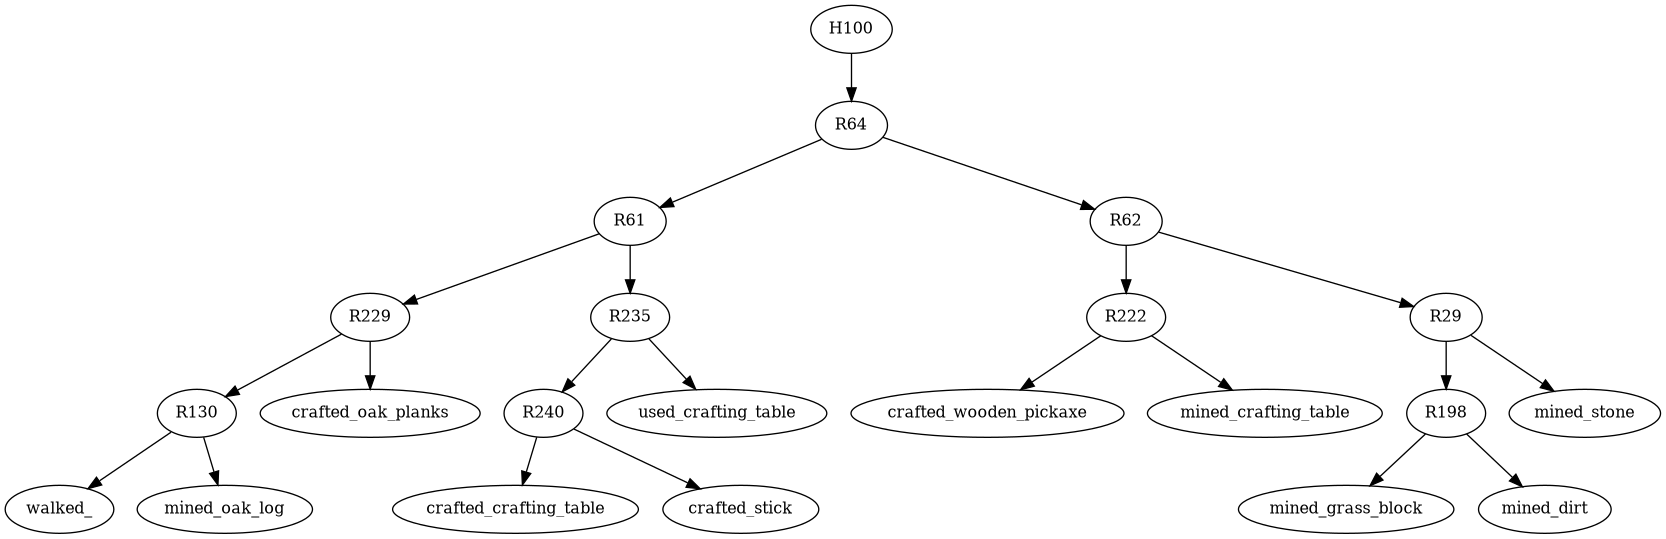 H100
R64
R61
R62
R229
R235
R222
R29
R130
crafted_oak_planks
R240
used_crafting_table
crafted_wooden_pickaxe
mined_crafting_table
R198
mined_stone
walked_
mined_oak_log
crafted_crafting_table
crafted_stick
mined_grass_block
mined_dirt